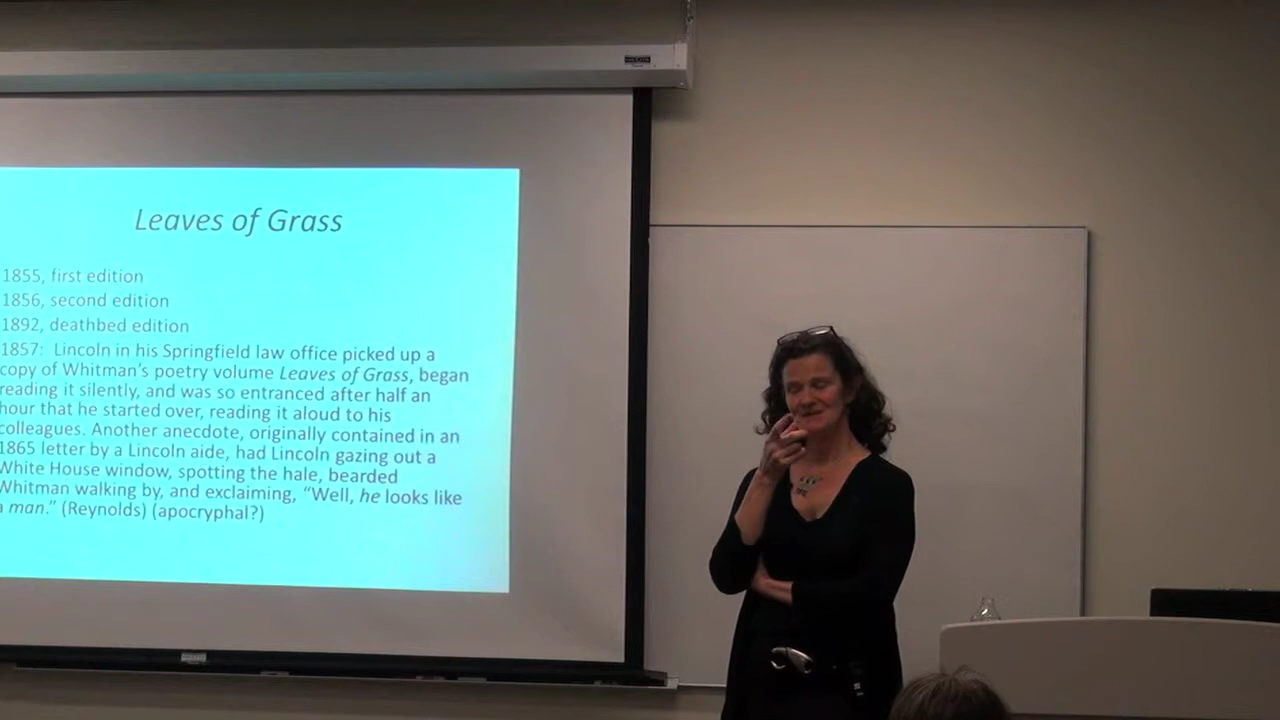 Leaves of Grass
1855, first edition
1856, second edition
1892, deathbed edition
1857: Lincoln in his Springfield law office picked up a
copy of Whitman's poetry volume Leaves of Grass, began
reading it silently, and was so entranced after half an
hour that he started over, reading it aloud to his
colleagues. Another anecdote, originally contained in an
1865 letter by a Lincoln aide, had Lincoln gazing out a
White House window, spotting the hale, bearded
Whitman walking by, and exclaiming, “Well, he looks like
a man.” (Reynolds) (apocryphal?)